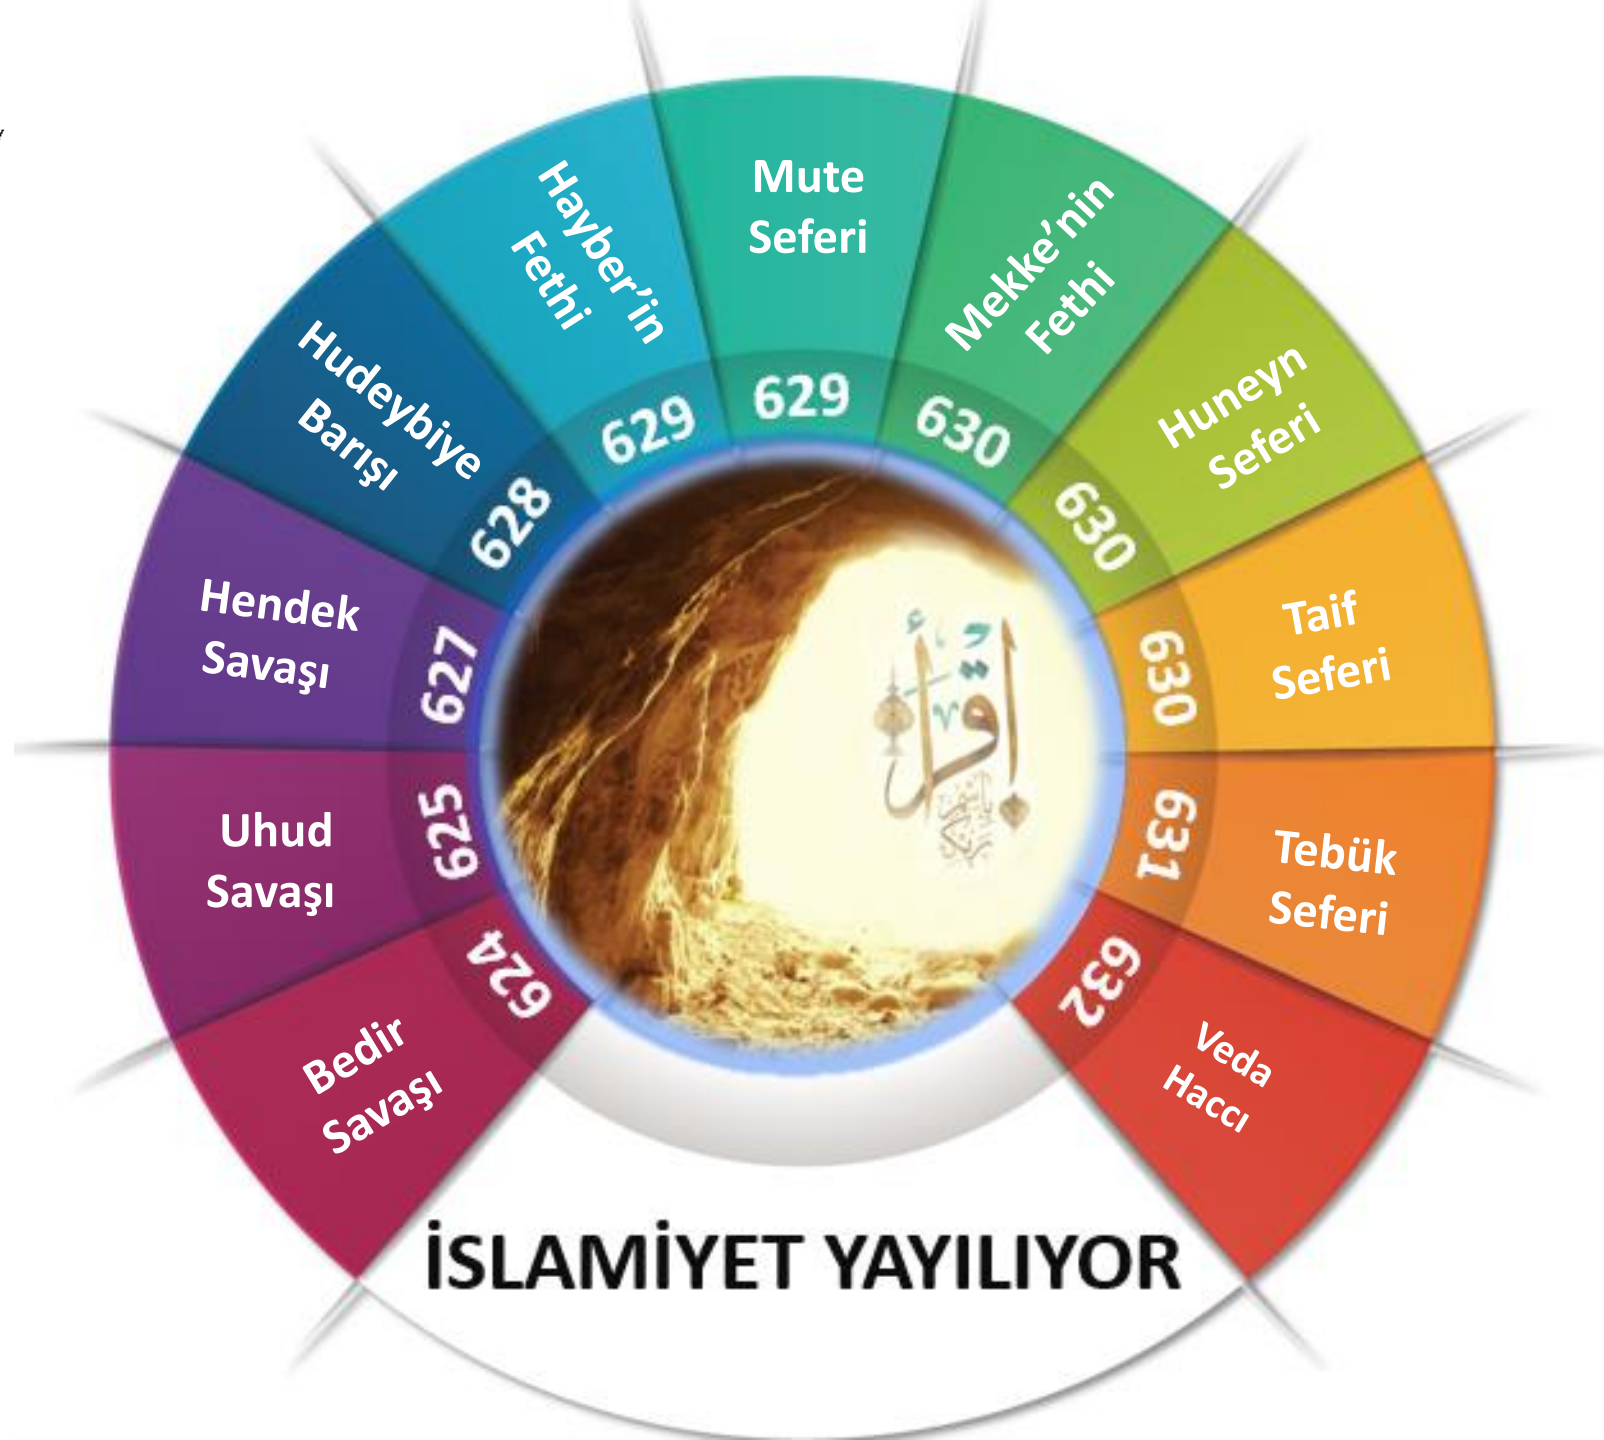 Bedir
Savaşı
624
Uhud
Savaşı
625
Hendek
Savaşı
627
Hudeybiye
Barışı
628
Hayber’in
Fethi
629
Mute
Seferi
629
Mekke’nin
Fethi
630
Huneyn
Seferi
630
Taif
Seferi
630
Tebük
Seferi
631
Veda
Haccı
632
اقرأ
İSLAMİYET YAYILIYOR